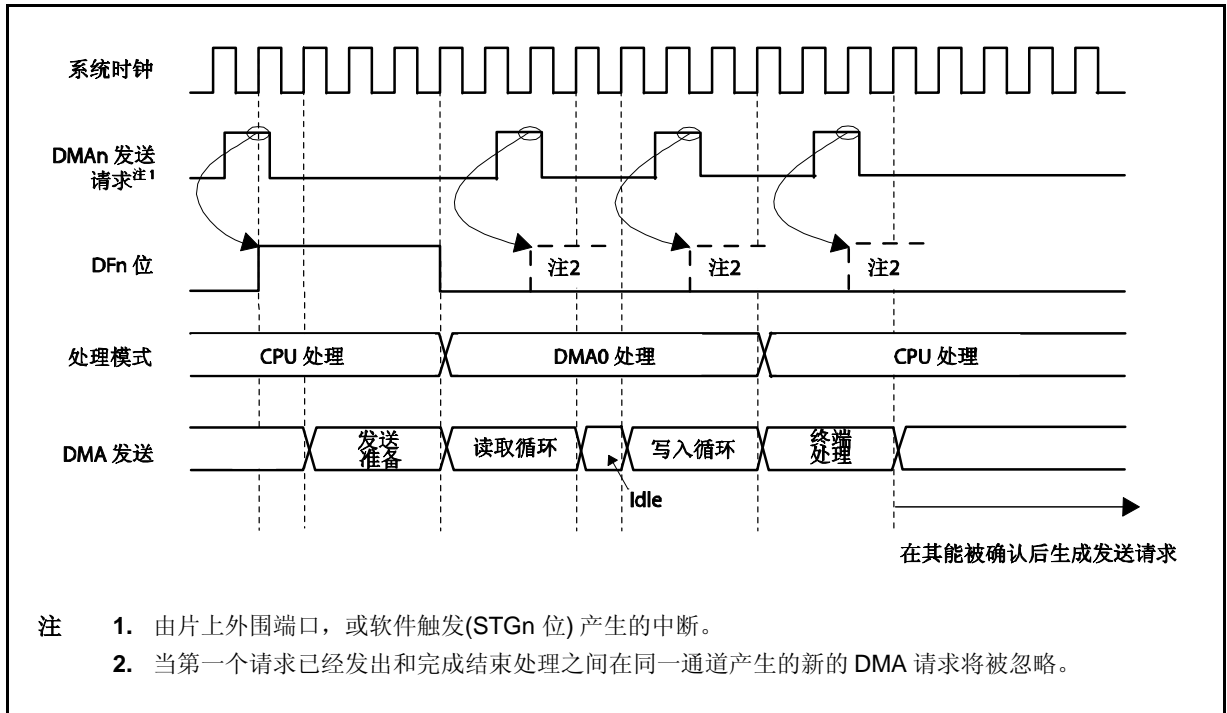 系统时钟
DMAn 发送
请求注1
DFn 位
注2
注2
注2
处理模式
CPU 处理
DMA0 处理
CPU 处理
DMA 发送
发送
准备
读取循环
写入循环
终端
处理
Idle
在其能被确认后生成发送请求
注 1. 由片上外围端口，或软件触发(STGn 位) 产生的中断。
2. 当第一个请求已经发出和完成结束处理之间在同一通道产生的新的 DMA 请求将被忽略。